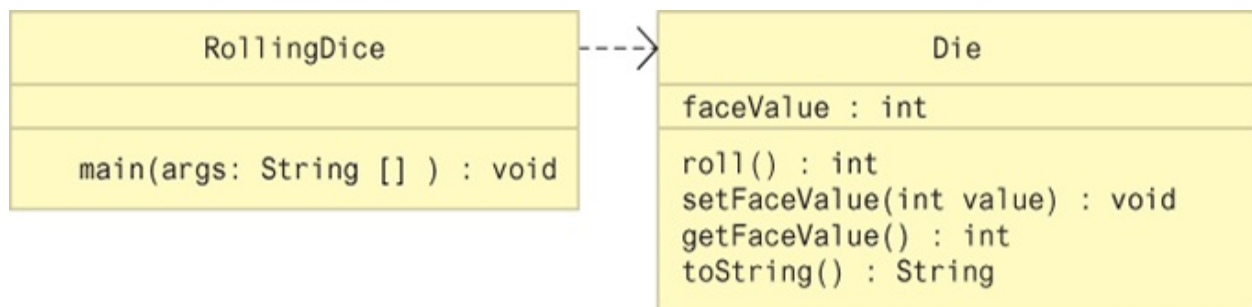 RollingDice
main(args: String [] ) : void
Die
faceValue : int
roll() : int
setFaceValue(int value) : void
getFaceValue() : int
toString() : String